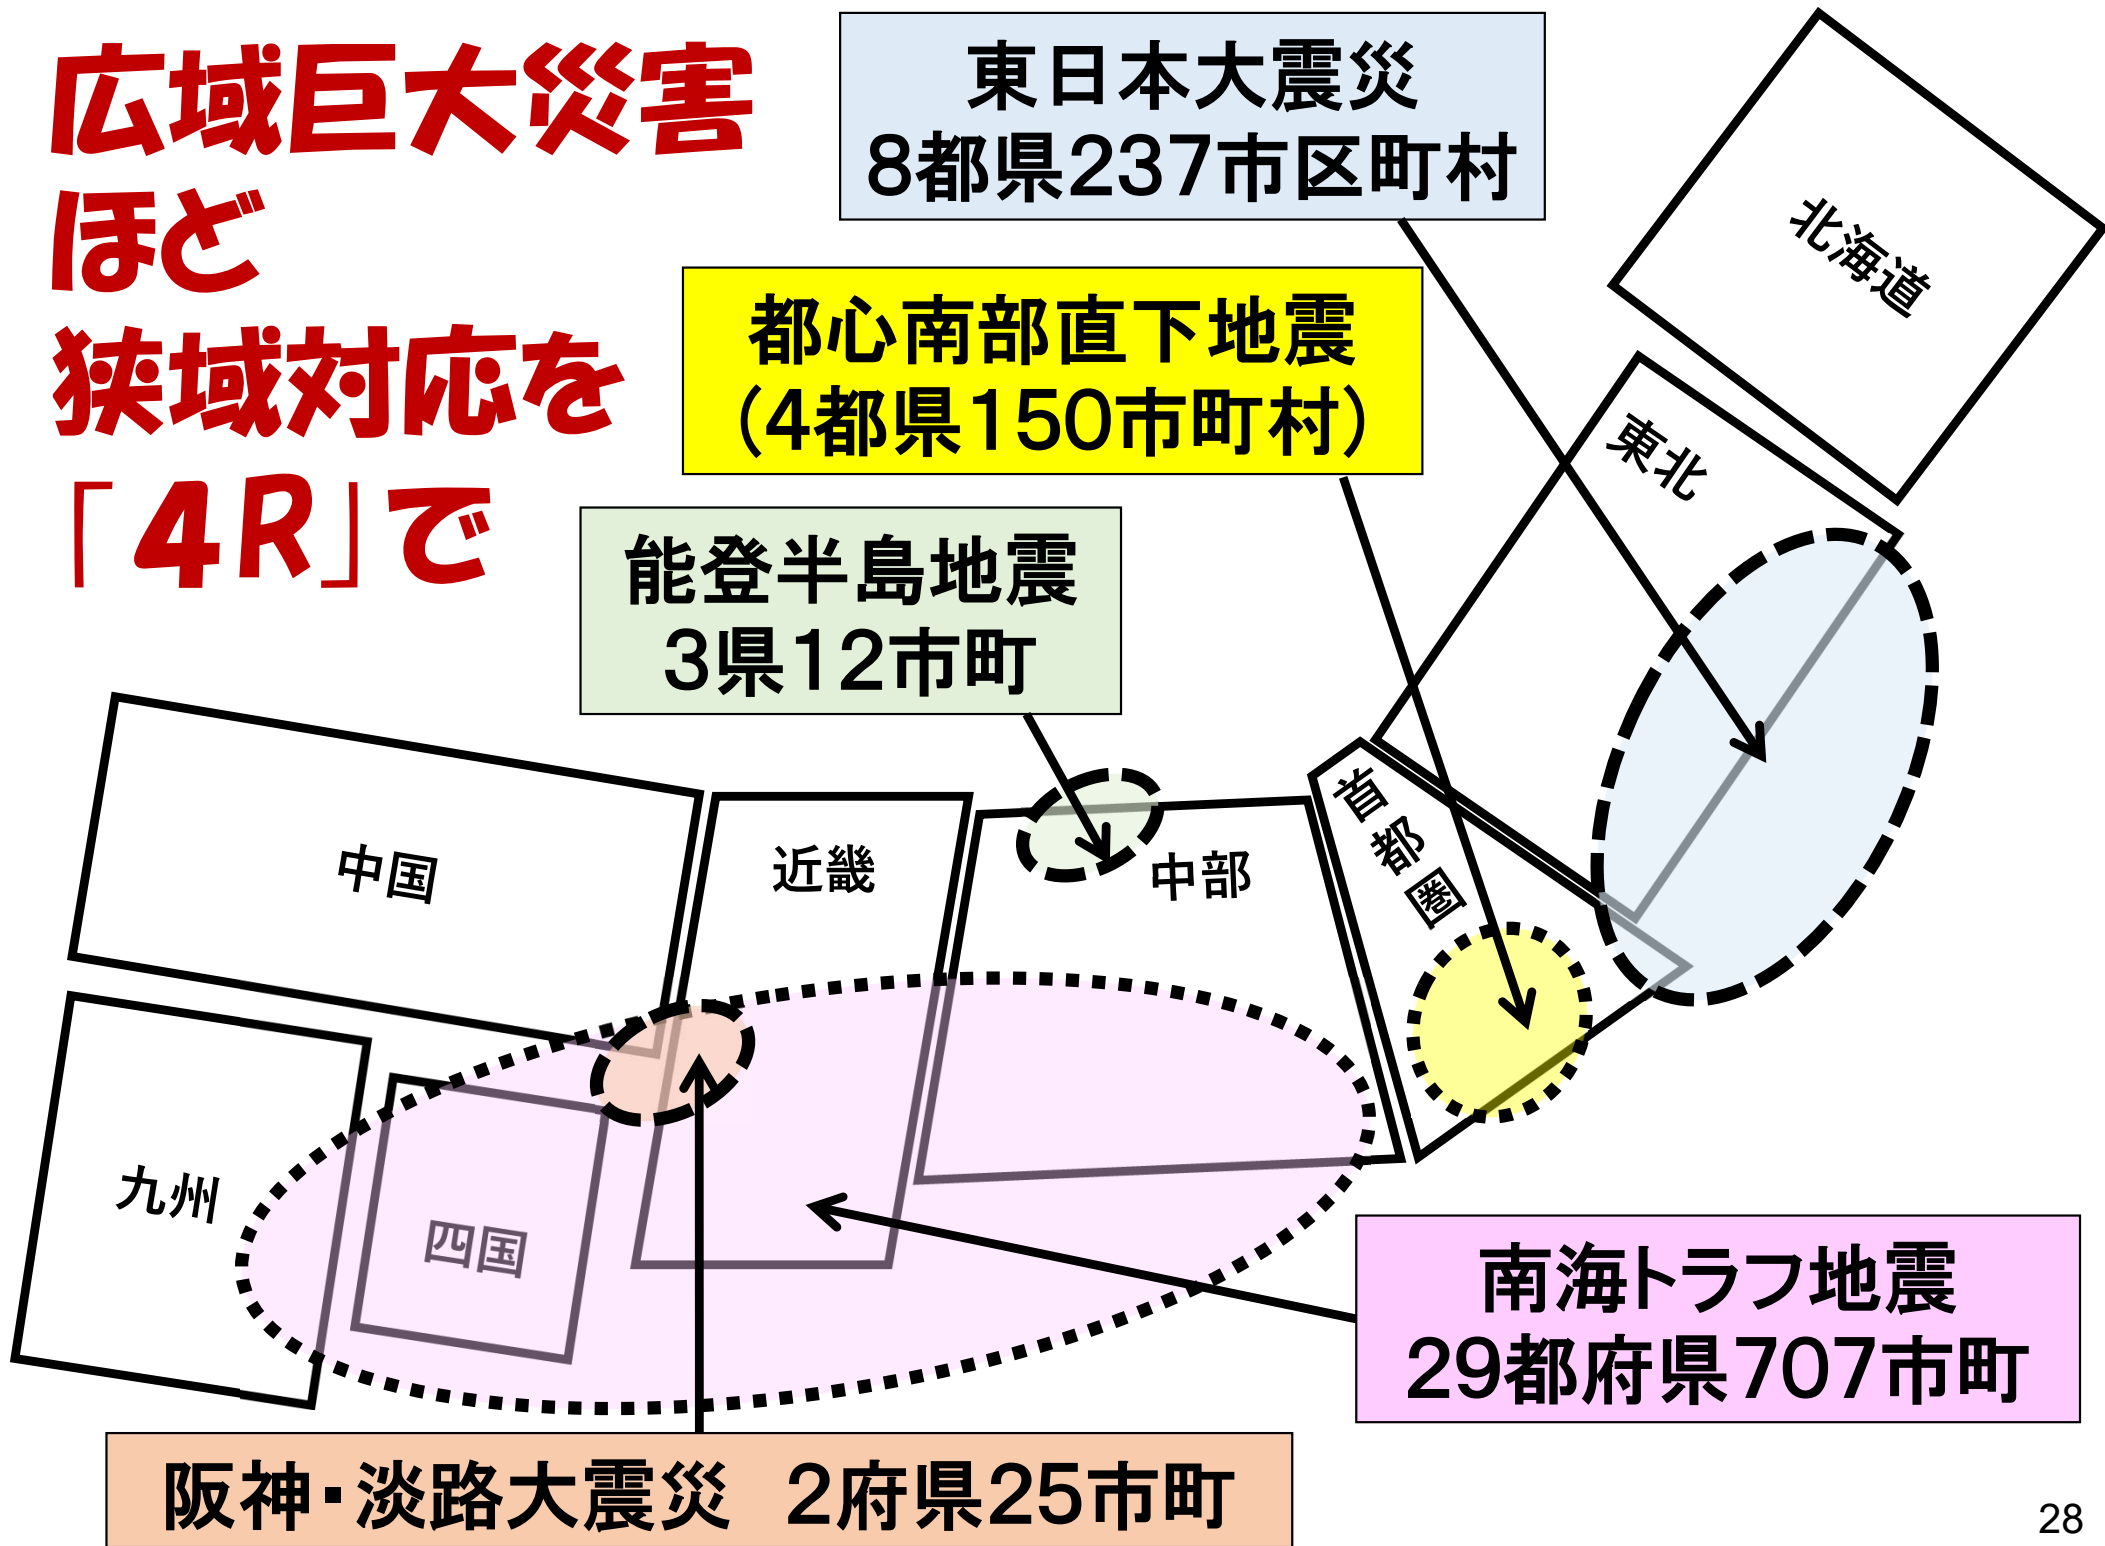 広域巨大災害
ほど
狭域対応を
「4R」で
東日本大震災
8都県237市区町村
都心南部直下地震
（4都県150市町村）
能登半島地震
3県12市町
北海道
東北
首都圏
中部
近畿
中国
四国
九州
南海トラフ地震
29都府県707市町
阪神・淡路大震災　2府県25市町
28